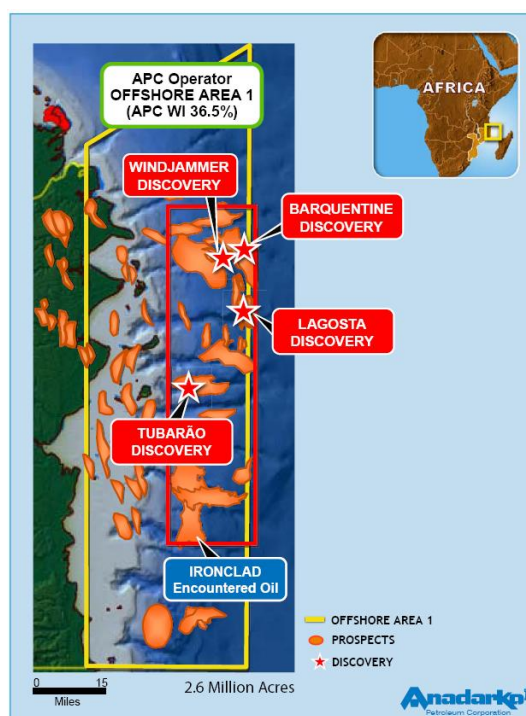 APC Operator
OFFSHORE AREA 1
(APC WI 36.5%)
AFRICA
WINDJAMMER
DISCOVERY
BARQUENTINE
DISCOVERY
LAGOSTA
DISCOVERY
TUBARÃO
DISCOVERY
IRONCLAD
Encountered Oil
OFFSHORE AREA 1
PROSPECTS
DISCOVERY
0 15
Miles
2.6 Million Acres
Anadarko
Petroleum Corporation